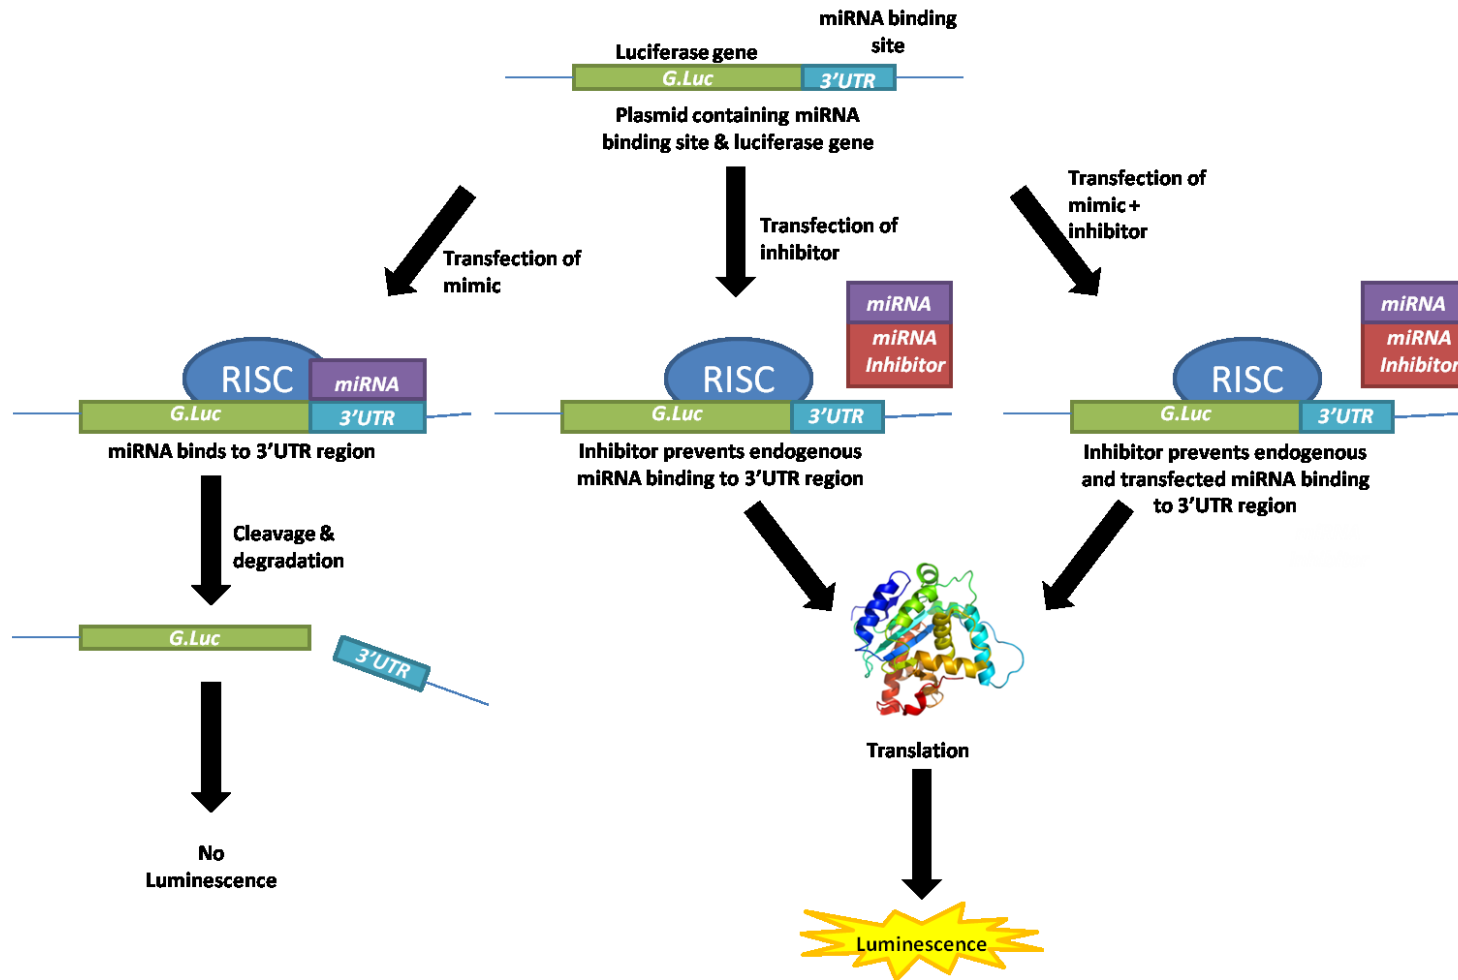 miRNA binding
site
Luciferase gene
G.Luc
3'UTR
Plasmid containing miRNA
binding site & luciferase gene
Transfection of
mimic
Transfection of
inhibitor
Transfection of
mimic +
inhibitor
RISC
miRNA
G.Luc
3'UTR
miRNA binds to 3'UTR region
miRNA
miRNA
Inhibitor
RISC
G.Luc
3'UTR
Inhibitor prevents endogenous
miRNA binding to 3'UTR region
miRNA
miRNA
Inhibitor
RISC
G.Luc
3'UTR
Inhibitor prevents endogenous
and transfected miRNA binding
to 3'UTR region
Cleavage &
degradation
G.Luc
3'UTR
No
Luminescence
Translation
Luminescence